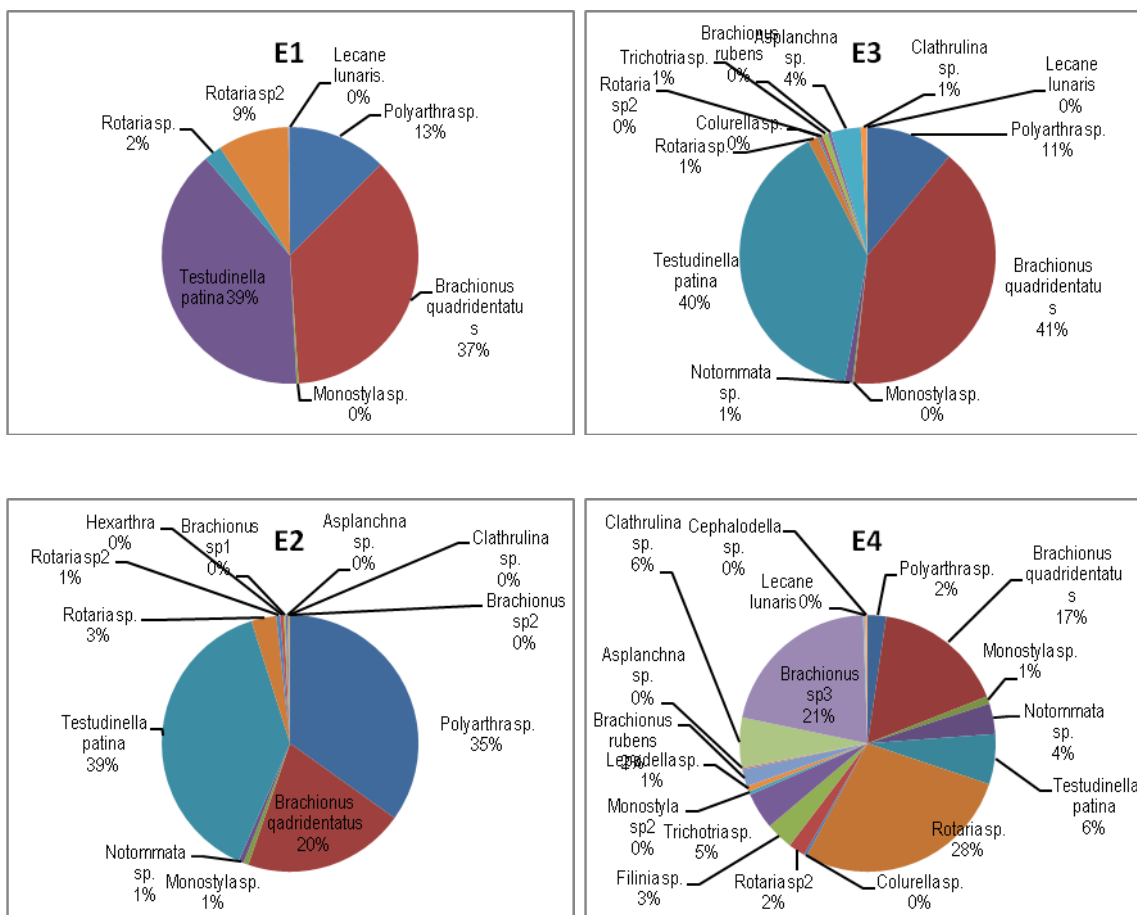 E1
Lecane
lunaris.
0%
Polyarthra sp.
13%
Brachionus
quadridentatu
s
37%
Monostyla sp.
0%
Testudinella
patina 39%
Rotaria sp.
2%
Rotaria sp2
9%
E3
Lecane
lunaris
0%
Polyarthra sp.
11%
Brachionus
quadridentatu
s
41%
Monostyla sp.
0%
Notommata
sp.
1%
Testudinella
patina
40%
Rotaria sp.
1%
Rotaria
sp2
0%
Colurella sp.
0%
Trichotria sp.
1%
Brachionus
rubens
0%
Asplanchna
sp.
4%
Clathrulina
sp.
1%
E2
Polyarthra sp.
35%
Brachionus
qadridentatus
20%
Monostyla sp.
1%
Notommata
sp.
1%
Testudinella
patina
39%
Rotaria sp.
3%
Rotaria sp2
1%
Hexarthra
0%
Brachionus
sp1
0%
Asplanchna
sp.
0%
Clathrulina
sp.
0%
Brachionus
sp2
0%
E4
Polyarthra sp.
2%
Brachionus
quadridentatu
s
17%
Monostyla sp.
1%
Notommata
sp.
4%
Testudinella
patina
6%
Rotaria sp.
28%
Colurella sp.
0%
Rotaria sp2
2%
Filinia sp.
3%
Trichotria sp.
5%
Monostyla
sp2
0%
Lepadella sp.
1%
Brachionus
rubens
2%
Asplanchna
sp.
0%
Clathrulina
sp.
6%
Brachionus
sp3
21%
Lecane
lunaris 0%
Cephalodella
sp.
0%